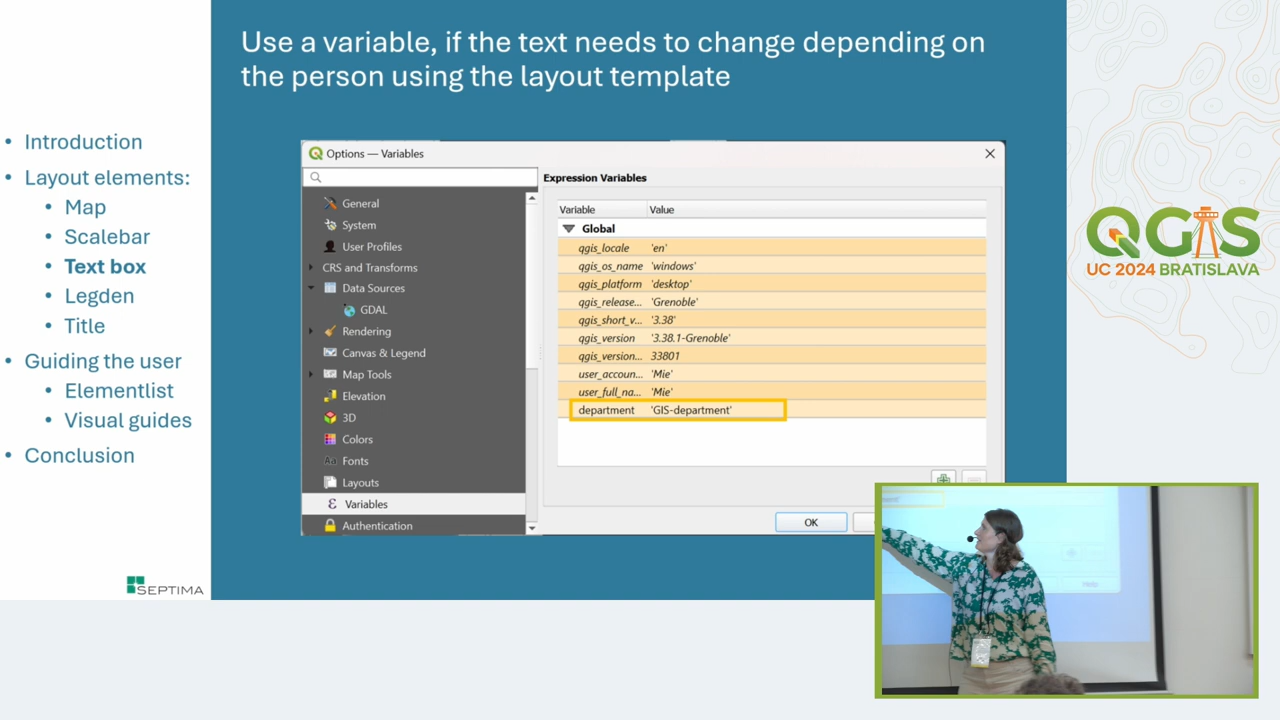 Use a variable, if the text needs to change depending on
the person using the layout template
• Introduction
• Layout elements:
• Map
• Scalebar
• Text box
• Legden
• Title
• Guiding the user
• Elementlist
• Visual guides
• Conclusion
SEPTIMA
Options — Variables
General
System
User Profiles
CRS and Transforms
Data Sources
GDAL
Rendering
Canvas & Legend
Map Tools
Elevation
3D
Colors
Fonts
Layouts
Variables
Authentication
Expression Variables
Variable Value
Global
qgis_locale 'en'
qgis_os_name 'windows'
qgis_platform 'desktop'
qgis_release... 'Grenoble'
qgis_short_v... '3.38'
qgis_version '3.38.1-Grenoble'
qgis_version... 33801
user_accoun... 'Mie'
user_full_na... 'Mie'
department 'GIS-department'
OK
QGIS
UC 2024 BRATISLAVA
Help